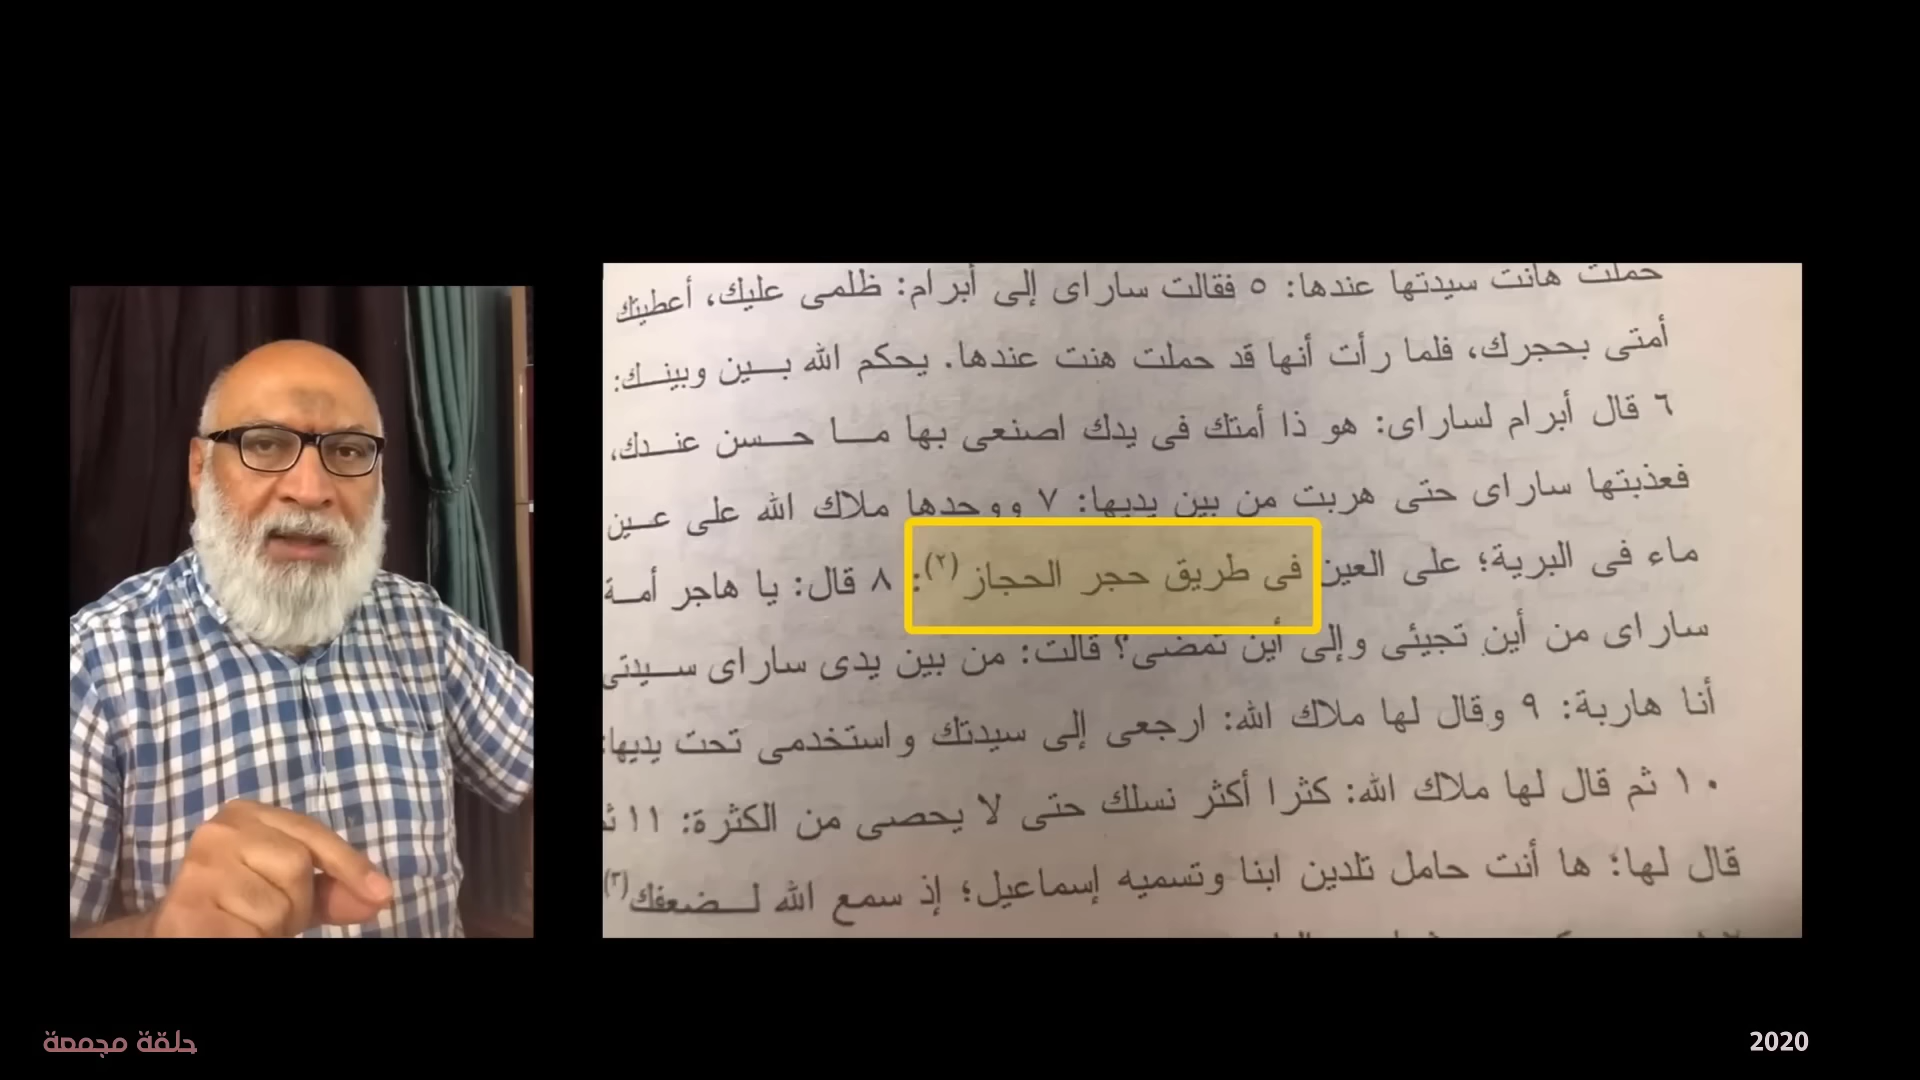 حملت هانت سيدتها عندها: ٥ فقالت ساراى إلى أبرام: ظلمى عليك، أعطيتك
أمتى بحجرك، فلما رأت أنها قد حملت هنت عندها. يحكم الله بين وبينك:
٦ قال أبرام لساراى: هو ذا أمتك فى يدك اصنعى بها ما حسن عندك،
فعذبتها ساراى حتى هربت من بين يديها: ٧ ووجدها ملاك الله على عين
ماء فى البرية؛ على العين فى طريق حجر الحجاز (٢): ٨ قال: يا هاجر أمة
ساراى من أين تجيئى وإلى أين تمضى؟ قالت: من بين يدى ساراى سيدتى
أنا هاربة: ٩ وقال لها ملاك الله: ارجعى إلى سيدتك واستخدمى تحت يديها:
١٠ ثم قال لها ملاك الله: كثرا أكثر نسلك حتى لا يحصى من الكثرة: ١١
قال لها: ها أنت حامل تلدين ابنا وتسميه إسماعيل؛ إذ سمع الله لضعفك (٣)
حلقة مجمعة
2020